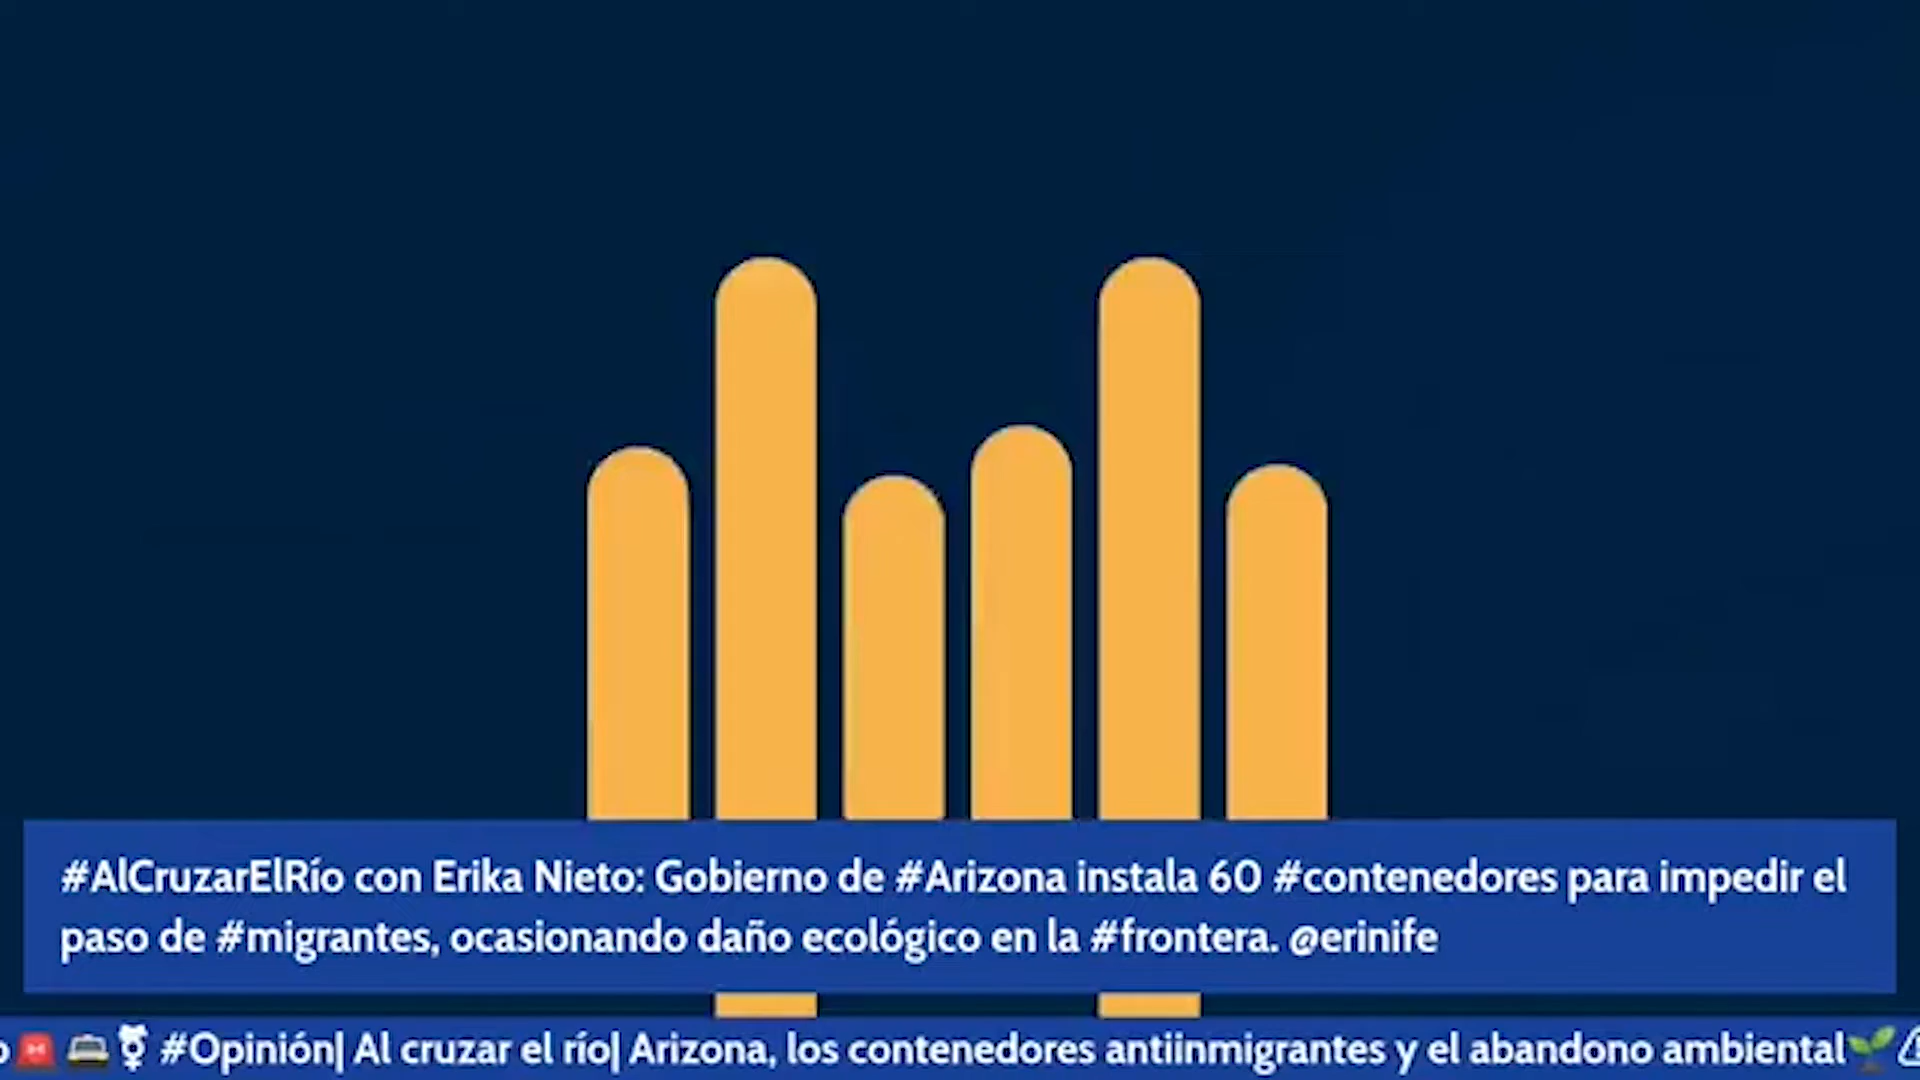 #AlCruzarElRío con Erika Nieto: Gobierno de #Arizona instala 60 #contenedores para impedir el
paso de #migrantes, ocasionando daño ecológico en la #frontera. @erinife
#Opinión| Al cruzar el río| Arizona, los contenedores antiinmigrantes y el abandono ambiental